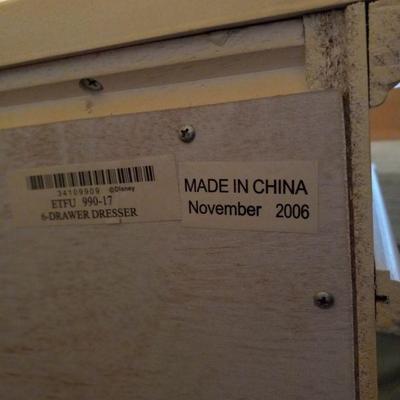 34109909 ©Disney
ETFU 990-17
6-DRAWER DRESSER
MADE IN CHINA
November 2006